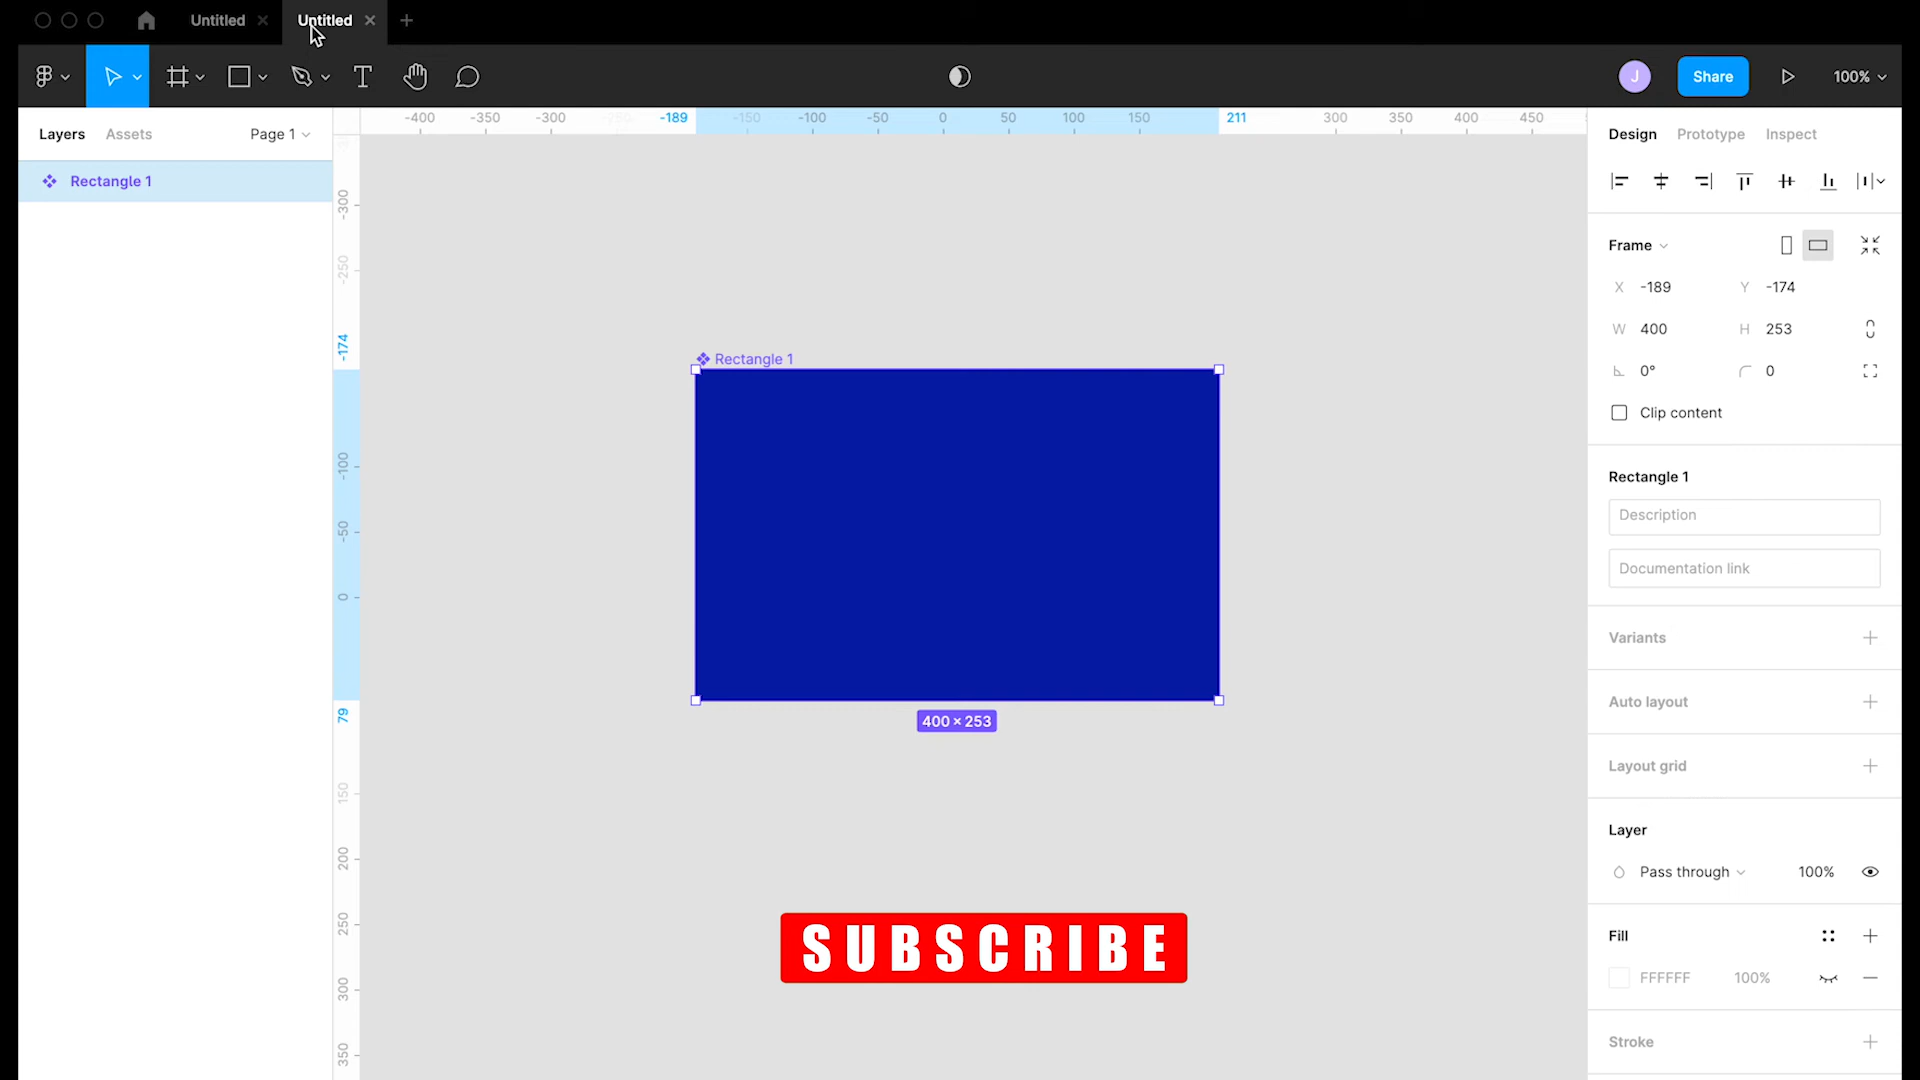 Untitled
Untitled
100%
Share
J
Layers
Assets
Page 1
Rectangle 1
-400
-350
-300
-189
-150
-100
-50
0
50
100
150
211
300
350
400
450
-300
-250
-174
-100
-50
0
79
150
200
250
300
350
Rectangle 1
400 × 253
SUBSCRIBE
Design
Prototype
Inspect
Frame
X -189
Y -174
W 400
H 253
0°
0
Clip content
Rectangle 1
Description
Documentation link
Variants
Auto layout
Layout grid
Layer
Pass through
100%
Fill
FFFFFF
100%
Stroke